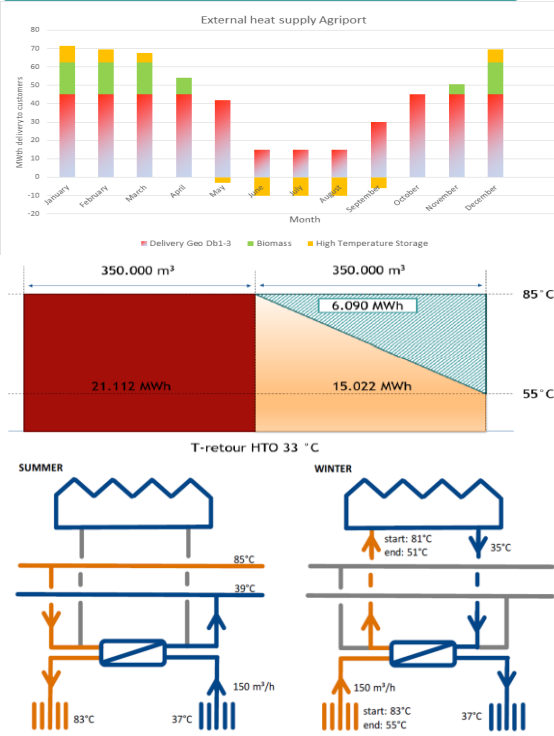 External heat supply Agriport
MWth delivery to customers
80
70
60
50
40
30
20
10
0
-10
-20
January
February
March
April
May
June
July
August
September
October
November
December
Month
Delivery Geo Db1-3
Biomass
High Temperature Storage
350.000 m³
350.000 m³
85°C
6.090 MWh
21.112 MWh
15.022 MWh
55°C
T-retour HTO 33 °C
SUMMER
WINTER
start: 81°C
end: 51°C
35°C
85°C
39°C
150 m³/h
83°C
37°C
150 m³/h
start: 83°C
end: 55°C
37°C